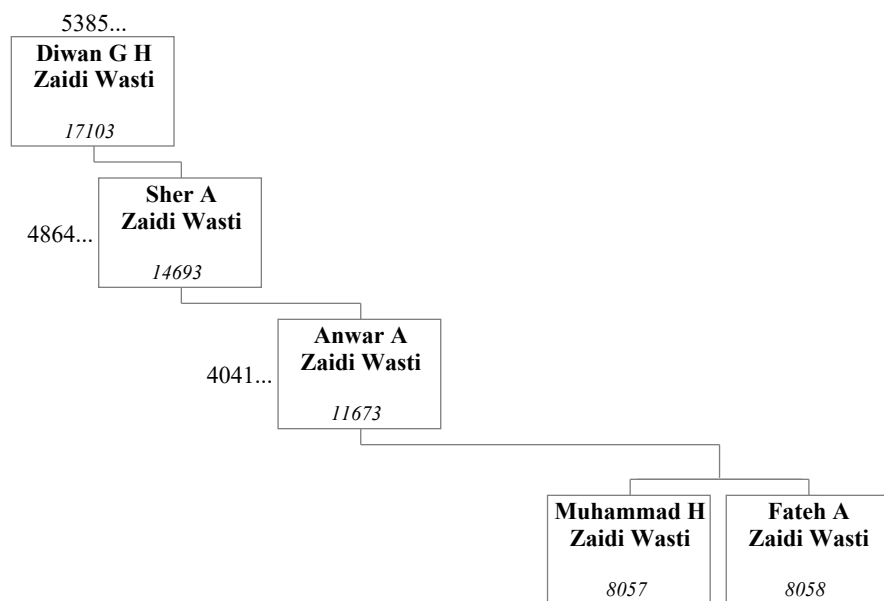 5385...
Diwan G H
Zaidi Wasti
17103
Sher A
Zaidi Wasti
4864...
14693
Anwar A
Zaidi Wasti
4041...
11673
Muhammad H
Zaidi Wasti
8057
Fateh A
Zaidi Wasti
8058